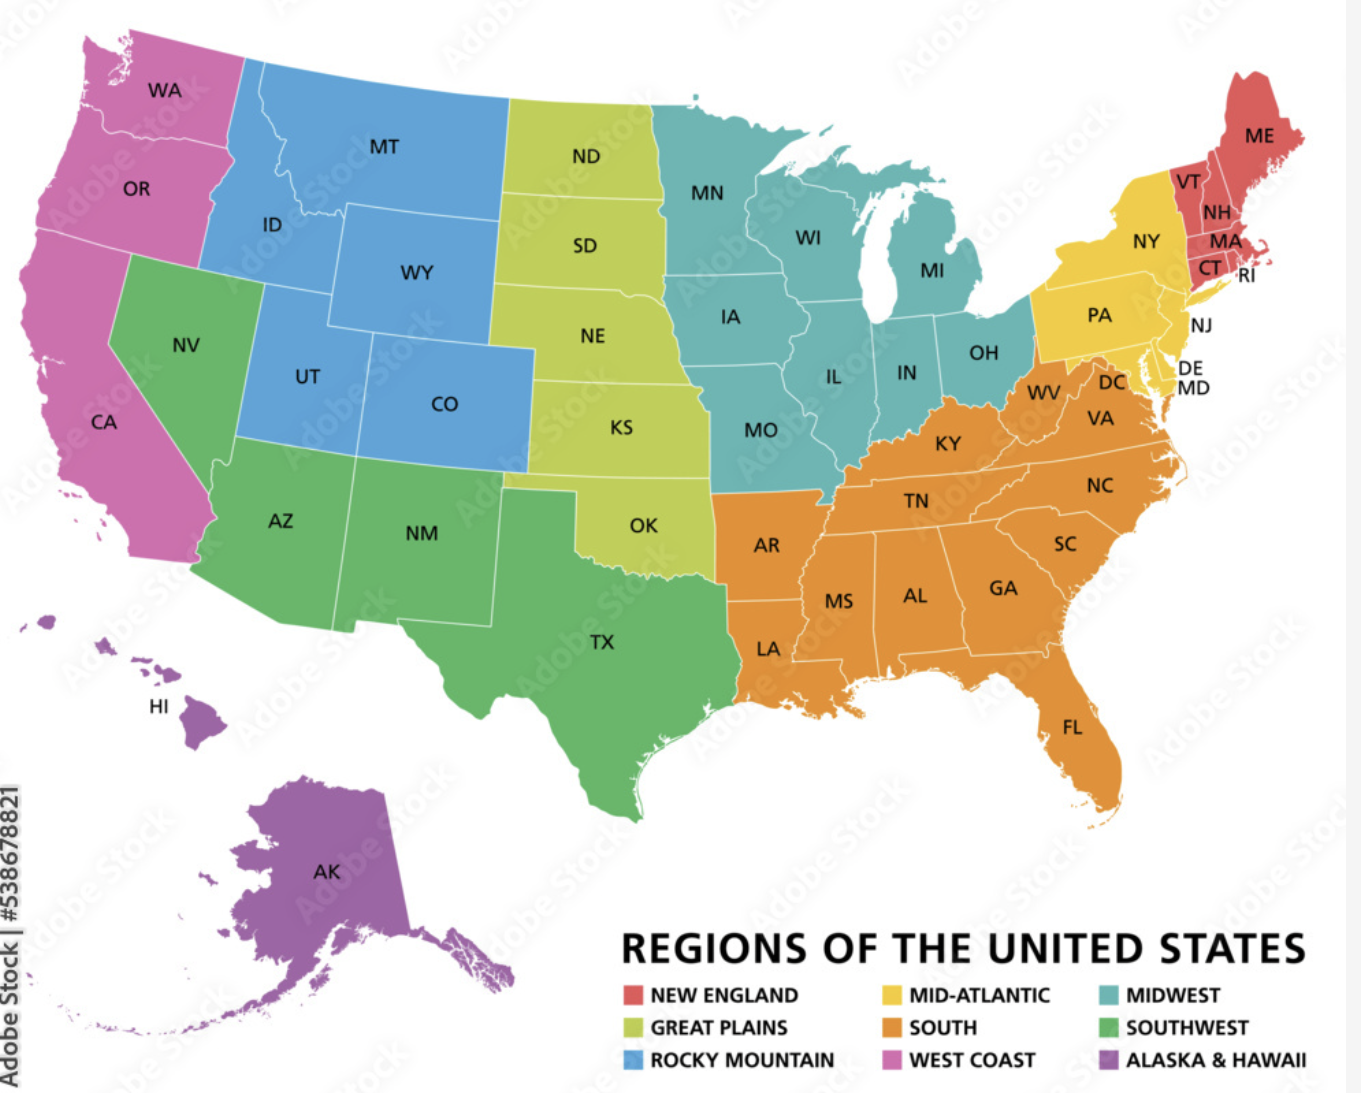 WA
MT
ND
ME
OR
MN
VT
ID
SD
WI
NH
NY
MA
WY
MI
CT
RI
NV
NE
IA
PA
NJ
UT
OH
DE
CO
IL
IN
WV
DC
MD
CA
KS
MO
KY
VA
AZ
NM
OK
TN
NC
AR
SC
MS
AL
GA
TX
LA
HI
FL
AK
REGIONS OF THE UNITED STATES
NEW ENGLAND
MID-ATLANTIC
MIDWEST
GREAT PLAINS
SOUTH
SOUTHWEST
ROCKY MOUNTAIN
WEST COAST
ALASKA & HAWAII
Adobe Stock | #538678821
Adobe Stock